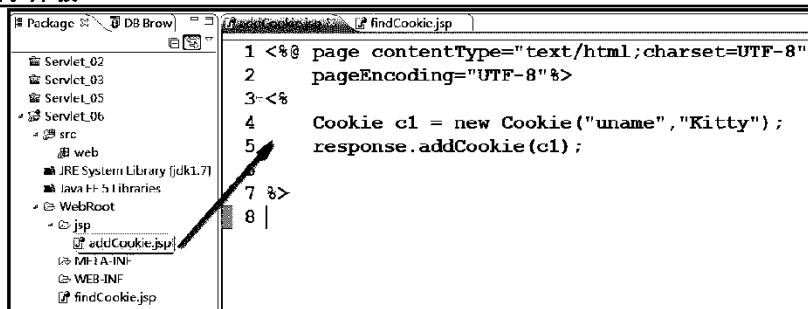 Package DB Brow
Servlet_02
Servlet_03
Servlet_05
Servlet_06
src
web
JRE System Library [jdk1.7]
Java EE 5 Libraries
WebRoot
jsp
addCookie.jsp
META-INF
WEB-INF
findCookie.jsp
addCookie.jsp findCookie.jsp
1 <%@ page contentType="text/html;charset=UTF-8"
2 pageEncoding="UTF-8"%>
3 <%
4 Cookie c1 = new Cookie("uname","Kitty");
5 response.addCookie(c1);
6
7 %>
8